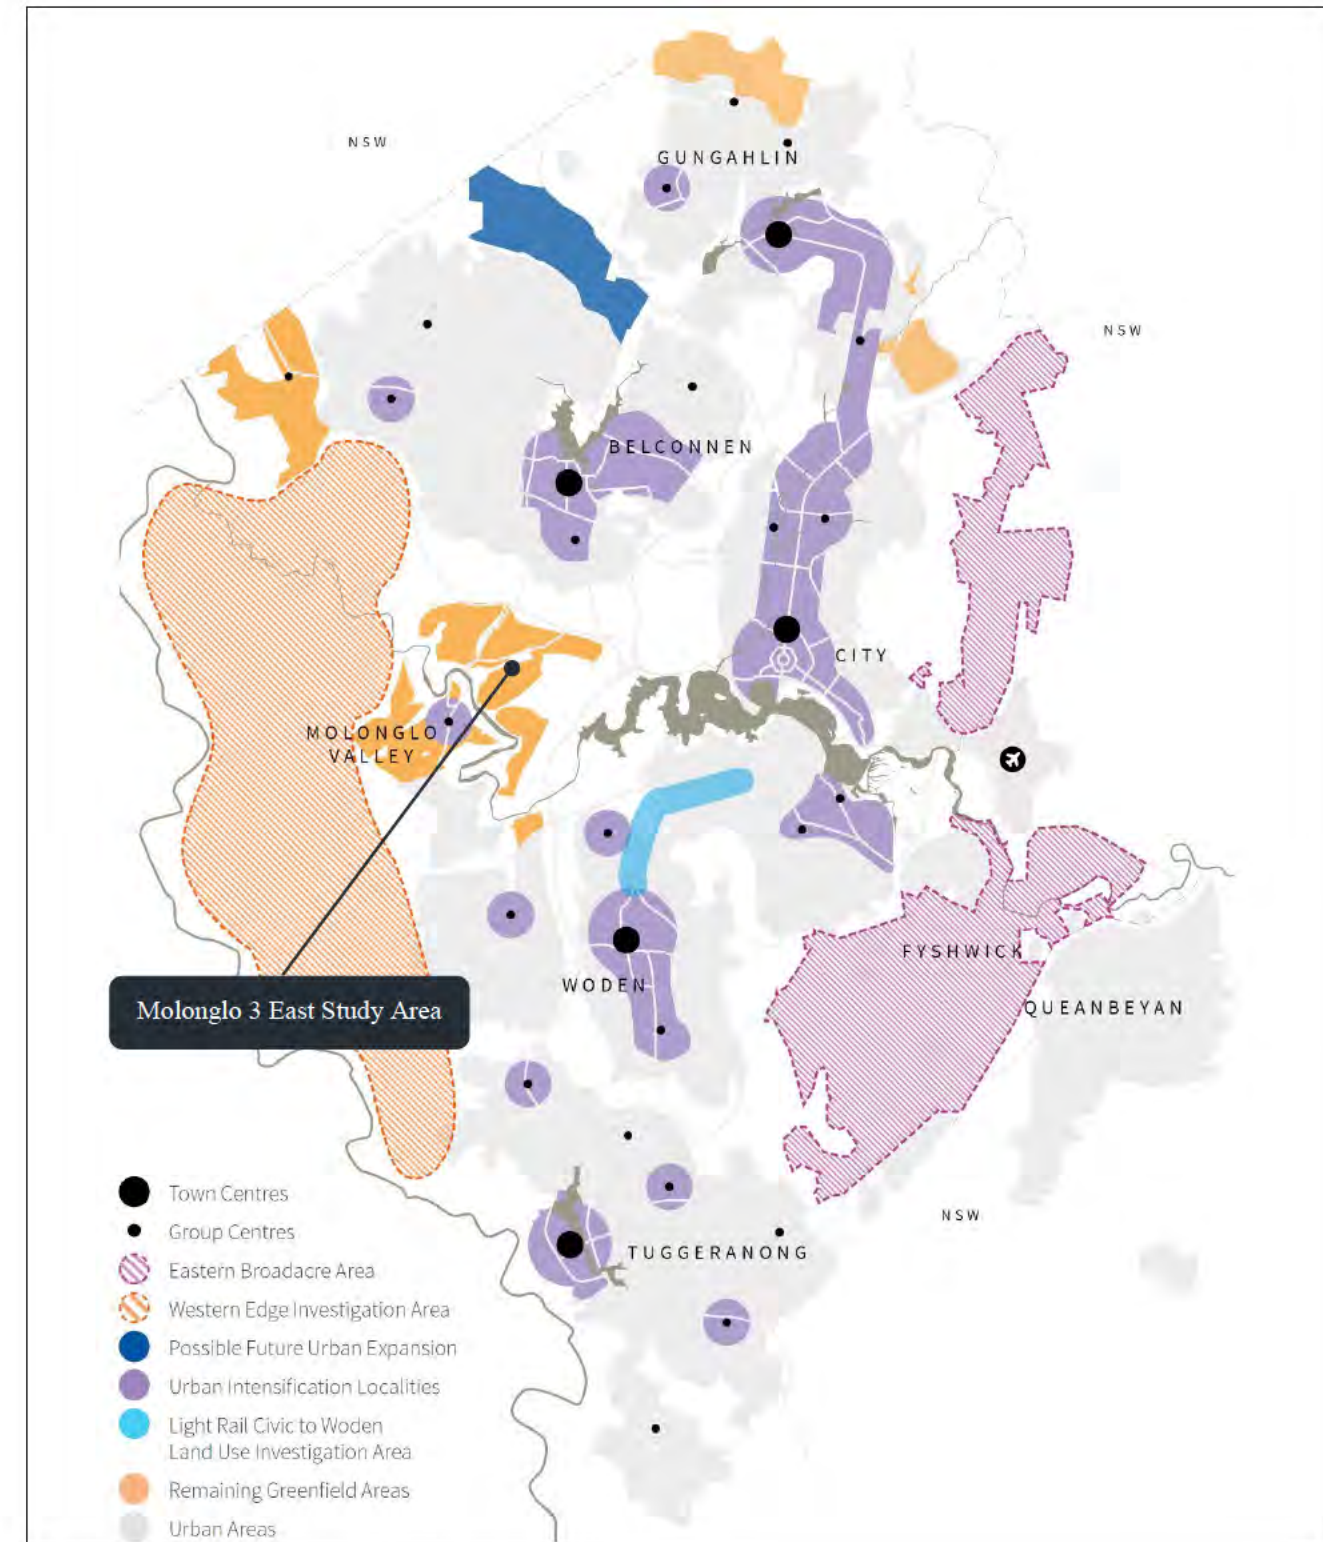 NSW
GUNGAHLIN
NSW
BELCONNEN
CITY
MOLONGLO
VALLEY
FYSHWICK
WODEN
QUEANBEYAN
Molonglo 3 East Study Area
NSW
TUGGERANONG
Town Centres
Group Centres
Eastern Broadacre Area
Western Edge Investigation Area
Possible Future Urban Expansion
Urban Intensification Localities
Light Rail Civic to Woden
Land Use Investigation Area
Remaining Greenfield Areas
Urban Areas